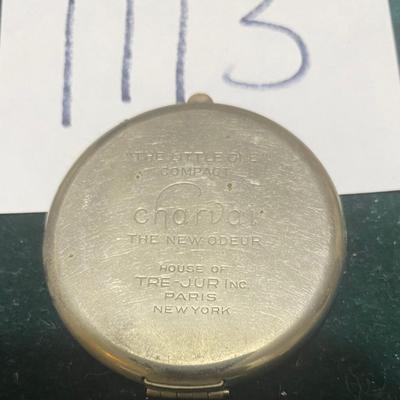 1113
"THE LITTLE ONE"
COMPACT
Charvai
THE NEW ODEUR
HOUSE OF
TRE-JUR INC.
PARIS
NEW YORK